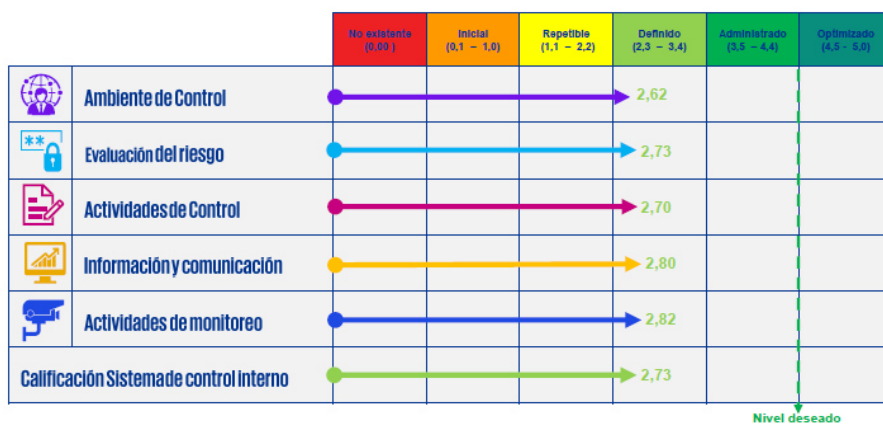 No existente Inicial Repetible Definido Administrado Optimizado
(0,00 ) (0,1 – 1,0) (1,1 – 2,2) (2,3 – 3,4) (3,5 – 4,4) (4,5 - 5,0)
Ambiente de Control 2,62
** Evaluación del riesgo 2,73
Actividades de Control 2,70
Información y comunicación 2,80
Actividades de monitoreo 2,82
Calificación Sistema de control interno 2,73
Nivel deseado